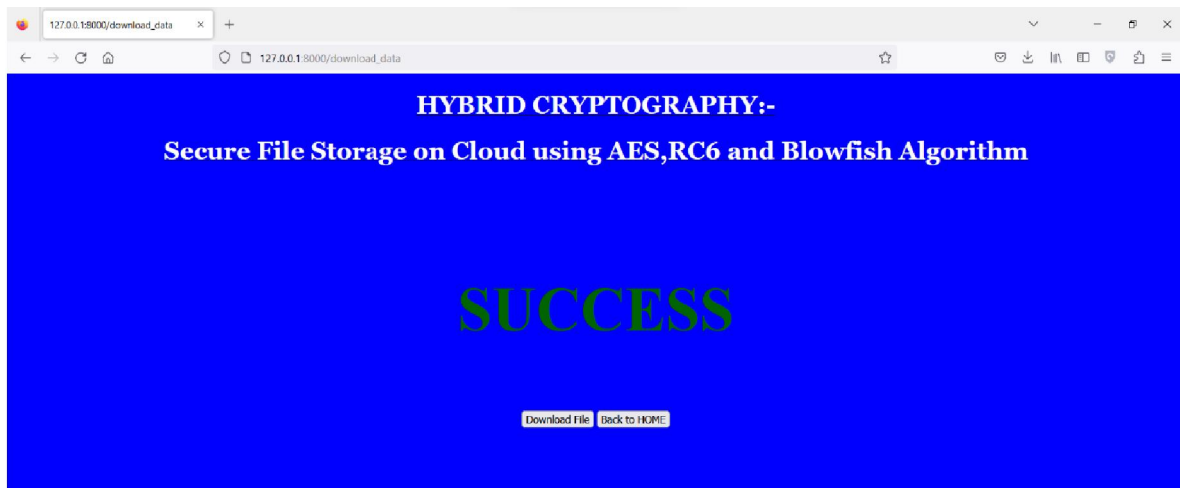 127.0.0.1:8000/download_data
127.0.0.1:8000/download_data
HYBRID CRYPTOGRAPHY:-
Secure File Storage on Cloud using AES,RC6 and Blowfish Algorithm
SUCCESS
Download File Back to HOME